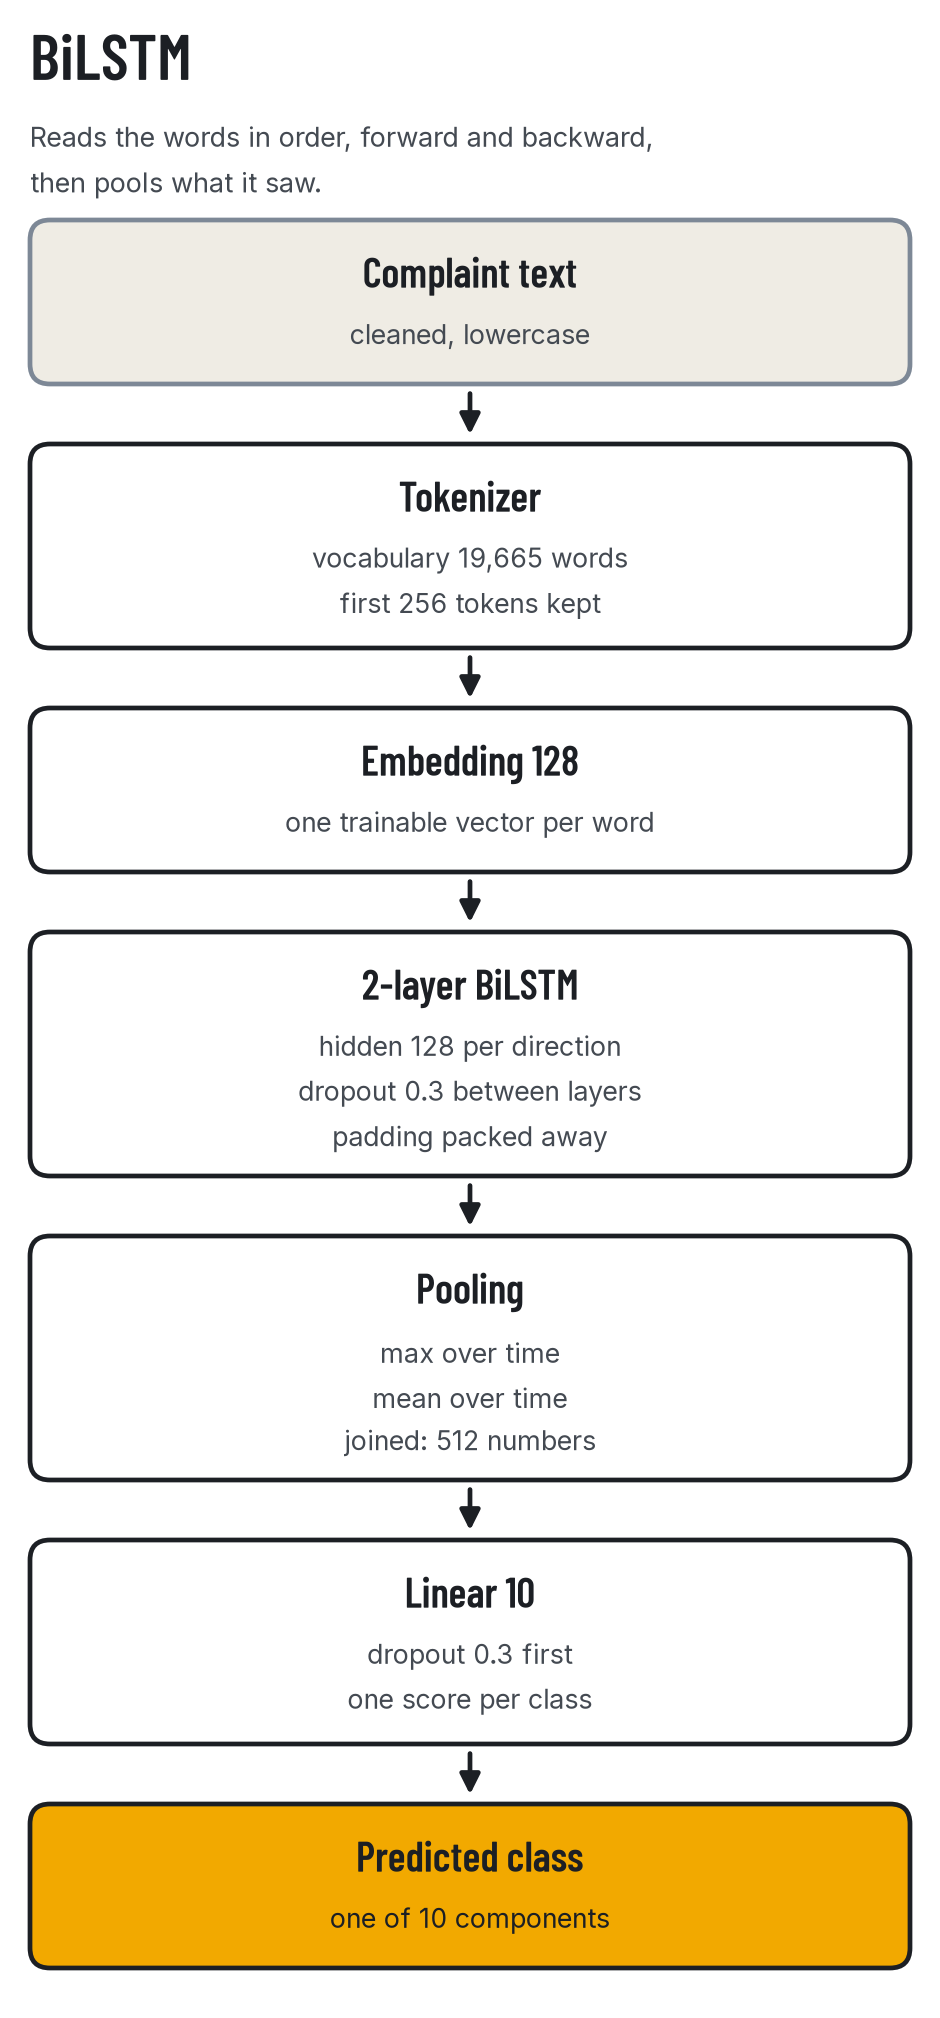 BiLSTM
Reads the words in order, forward and backward,
then pools what it saw.
Complaint text
cleaned, lowercase
Tokenizer
vocabulary 19,665 words
first 256 tokens kept
Embedding 128
one trainable vector per word
2-layer BiLSTM
hidden 128 per direction
dropout 0.3 between layers
padding packed away
Pooling
max over time
mean over time
joined: 512 numbers
Linear 10
dropout 0.3 first
one score per class
Predicted class
one of 10 components